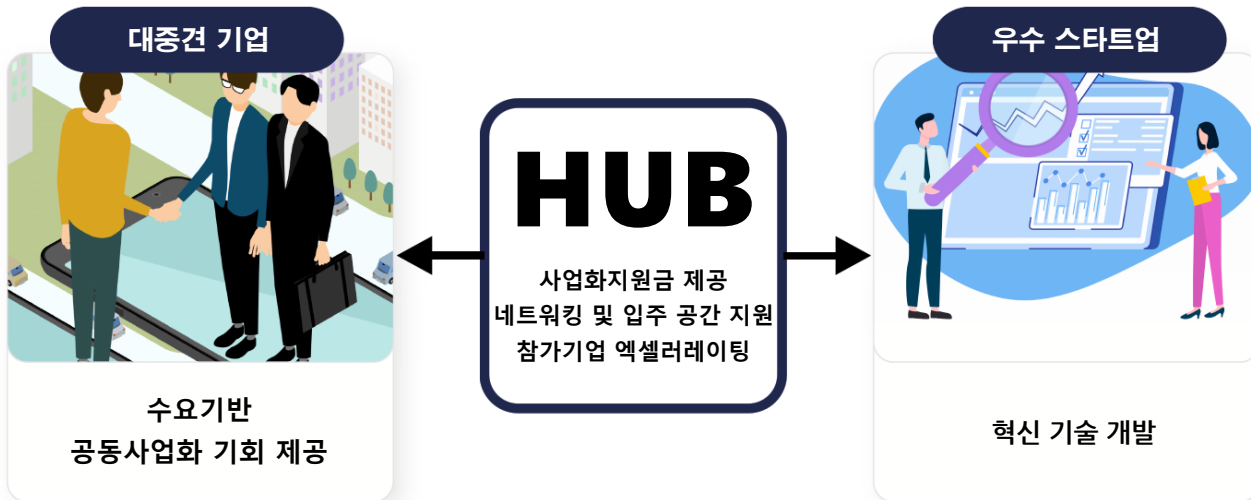 대중견 기업
우수 스타트업
HUB
사업화지원금 제공
네트워킹 및 입주 공간 지원
참가기업 엑셀러레이팅
수요기반
공동사업화 기회 제공
혁신 기술 개발